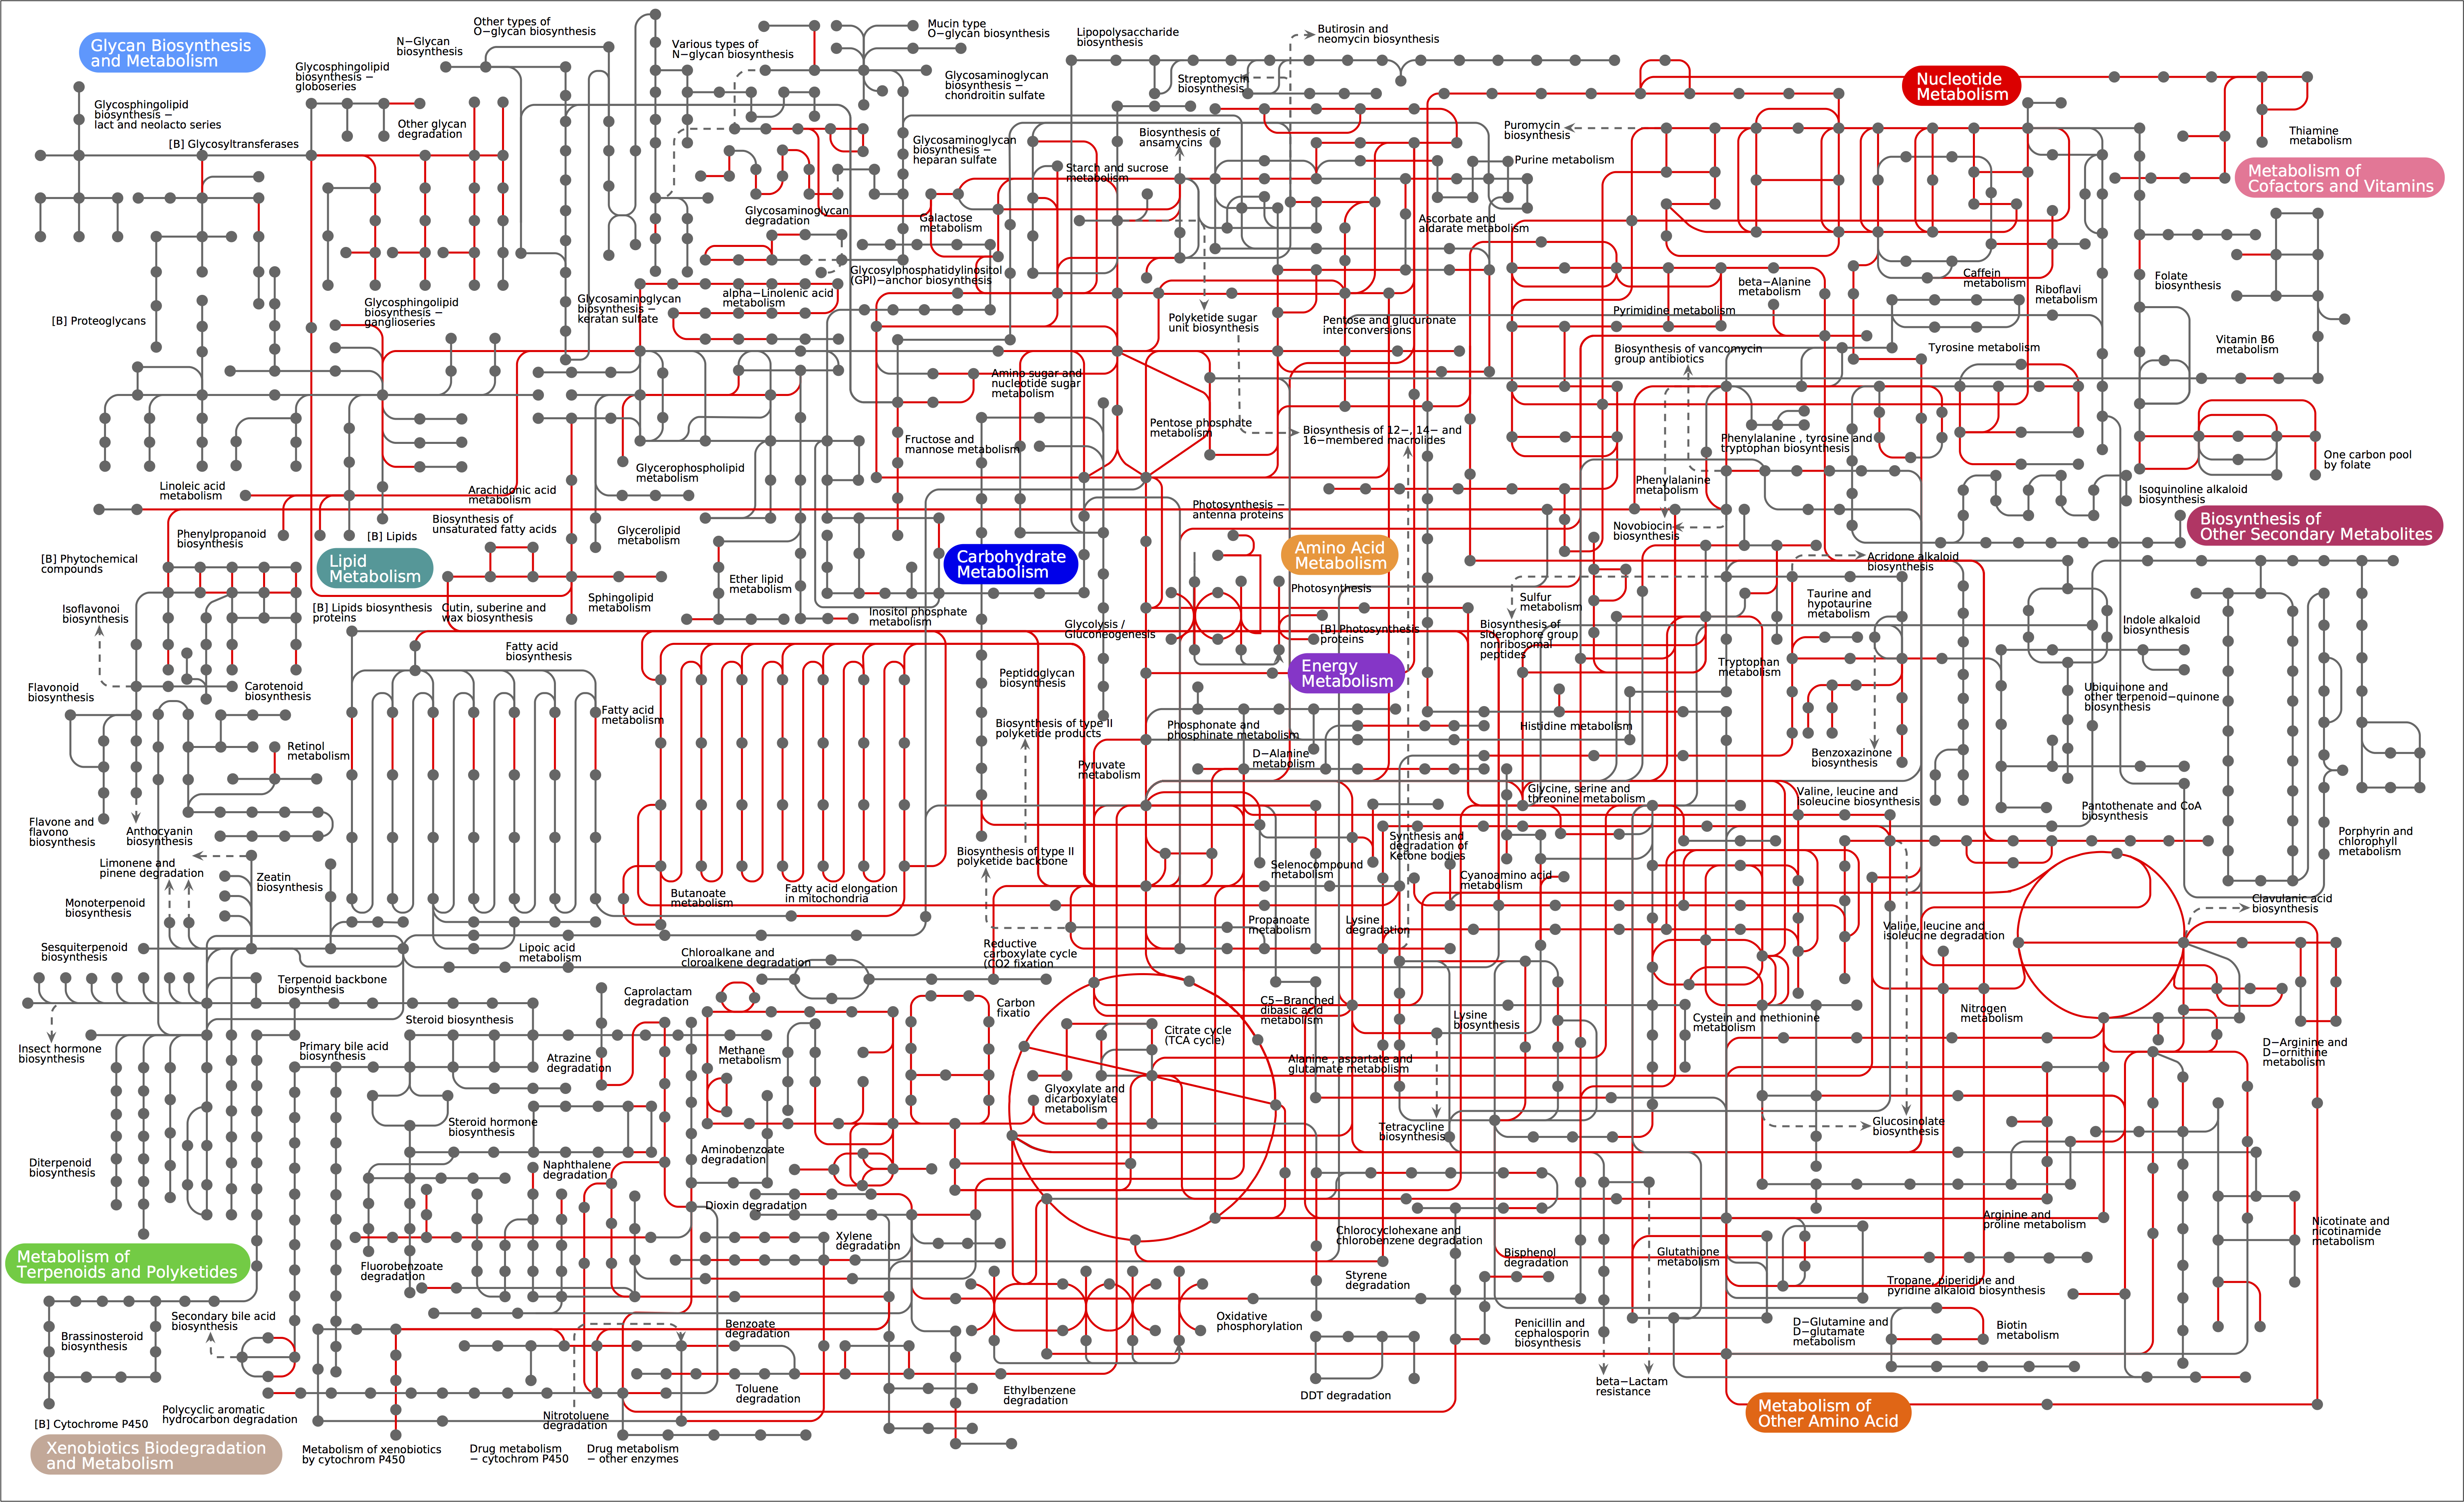 Glycan Biosynthesis
and Metabolism
Glycosphingolipid
biosynthesis −
lact and neolacto series
[B] Glycosyltransferases
Glycosphingolipid
biosynthesis −
globoseries
N−Glycan
biosynthesis
Other types of
O−glycan biosynthesis
Other glycan
degradation
Various types of
N−glycan biosynthesis
Mucin type
O−glycan biosynthesis
Glycosaminoglycan
biosynthesis −
chondroitin sulfate
Glycosaminoglycan
biosynthesis −
heparan sulfate
Glycosaminoglycan
degradation
Galactose
metabolism
Glycosylphosphatidylinositol
(GPI)−anchor biosynthesis
Lipopolysaccharide
biosynthesis
Streptomycin
biosynthesis
Butirosin and
neomycin biosynthesis
Biosynthesis of
ansamycins
Starch and sucrose
metabolism
Puromycin
biosynthesis
Purine metabolism
Ascorbate and
aldarate metabolism
Nucleotide
Metabolism
Thiamine
metabolism
Metabolism of
Cofactors and Vitamins
[B] Proteoglycans
Glycosphingolipid
biosynthesis −
ganglioseries
Glycosaminoglycan
biosynthesis −
keratan sulfate
alpha−Linolenic acid
metabolism
Polyketide sugar
unit biosynthesis
Pentose and glucuronate
interconversions
Pyrimidine metabolism
beta−Alanine
metabolism
Caffein
metabolism
Riboflavi
metabolism
Folate
biosynthesis
Vitamin B6
metabolism
Biosynthesis of vancomycin
group antibiotics
Tyrosine metabolism
Amino sugar and
nucleotide sugar
metabolism
Fructose and
mannose metabolism
Pentose phosphate
metabolism
Biosynthesis of 12−, 14− and
16−membered macrolides
Phenylalanine , tyrosine and
tryptophan biosynthesis
Phenylalanine
metabolism
One carbon pool
by folate
Isoquinoline alkaloid
biosynthesis
Biosynthesis of
Other Secondary Metabolites
Linoleic acid
metabolism
Arachidonic acid
metabolism
Glycerophospholipid
metabolism
Biosynthesis of
unsaturated fatty acids
Glycerolipid
metabolism
Phenylpropanoid
biosynthesis
[B] Lipids
Lipid
Metabolism
[B] Phytochemical
compounds
Isoflavonoi
biosynthesis
[B] Lipids biosynthesis
proteins
Cutin, suberine and
wax biosynthesis
Sphingolipid
metabolism
Ether lipid
metabolism
Inositol phosphate
metabolism
Carbohydrate
Metabolism
Photosynthesis −
antenna proteins
Amino Acid
Metabolism
Photosynthesis
[B] Photosynthesis
proteins
Energy
Metabolism
Glycolysis /
Gluconeogenesis
Novobiocin
biosynthesis
Sulfur
metabolism
Biosynthesis of
siderophore group
nonribosomal
peptides
Acridone alkaloid
biosynthesis
Taurine and
hypotaurine
metabolism
Tryptophan
metabolism
Indole alkaloid
biosynthesis
Ubiquinone and
other terpenoid−quinone
biosynthesis
Benzoxazinone
biosynthesis
Histidine metabolism
Flavonoid
biosynthesis
Carotenoid
biosynthesis
Fatty acid
biosynthesis
Fatty acid
metabolism
Peptidoglycan
biosynthesis
Biosynthesis of type II
polyketide products
Phosphonate and
phosphinate metabolism
D−Alanine
metabolism
Pyruvate
metabolism
Retinol
metabolism
Flavone and
flavono
biosynthesis
Anthocyanin
biosynthesis
Limonene and
pinene degradation
Zeatin
biosynthesis
Monoterpenoid
biosynthesis
Sesquiterpenoid
biosynthesis
Terpenoid backbone
biosynthesis
Lipoic acid
metabolism
Butanoate
metabolism
Fatty acid elongation
in mitochondria
Biosynthesis of type II
polyketide backbone
Glycine, serine and
threonine metabolism
Valine, leucine and
isoleucine biosynthesis
Pantothenate and CoA
biosynthesis
Porphyrin and
chlorophyll
metabolism
Synthesis and
degradation of
Ketone bodies
Selenocompound
metabolism
Cyanoamino acid
metabolism
Propanoate
metabolism
Lysine
degradation
Valine, leucine and
isoleucine degradation
Clavulanic acid
biosynthesis
Reductive
carboxylate cycle
(CO2 fixation
Chloroalkane and
cloroalkene degradation
Caprolactam
degradation
Carbon
fixatio
Citrate cycle
(TCA cycle)
C5−Branched
dibasic acid
metabolism
Lysine
biosynthesis
Cystein and methionine
metabolism
Nitrogen
metabolism
D−Arginine and
D−ornithine
metabolism
Insect hormone
biosynthesis
Steroid biosynthesis
Primary bile acid
biosynthesis
Atrazine
degradation
Methane
metabolism
Glyoxylate and
dicarboxylate
metabolism
Alanine , aspartate and
glutamate metabolism
Tetracycline
biosynthesis
Glucosinolate
biosynthesis
Steroid hormone
biosynthesis
Aminobenzoate
degradation
Naphthalene
degradation
Diterpenoid
biosynthesis
Dioxin degradation
Xylene
degradation
Chlorocyclohexane and
chlorobenzene degradation
Arginine and
proline metabolism
Nicotinate and
nicotinamide
metabolism
Metabolism of
Terpenoids and Polyketides
Fluorobenzoate
degradation
Styrene
degradation
Bisphenol
degradation
Glutathione
metabolism
Tropane, piperidine and
pyridine alkaloid biosynthesis
Brassinosteroid
biosynthesis
Secondary bile acid
biosynthesis
Benzoate
degradation
Oxidative
phosphorylation
Penicillin and
cephalosporin
biosynthesis
D−Glutamine and
D−glutamate
metabolism
Biotin
metabolism
beta−Lactam
resistance
Toluene
degradation
Ethylbenzene
degradation
DDT degradation
[B] Cytochrome P450
Polycyclic aromatic
hydrocarbon degradation
Nitrotoluene
degradation
Metabolism of
Other Amino Acid
Xenobiotics Biodegradation
and Metabolism
Metabolism of xenobiotics
by cytochrom P450
Drug metabolism
− cytochrom P450
Drug metabolism
− other enzymes